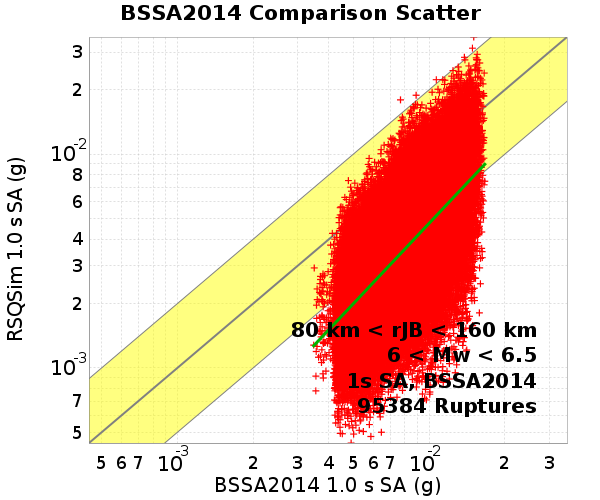 BSSA2014 Comparison Scatter
RSQSim 1.0 s SA (g)
3
2
10-2
8
6
4
3
2
10-3
7
5
80 km < rJB < 160 km
6 < Mw < 6.5
1s SA, BSSA2014
95384 Ruptures
5 6 7 10-3 2 3 4 5 6 7 10-2 2 3
BSSA2014 1.0 s SA (g)